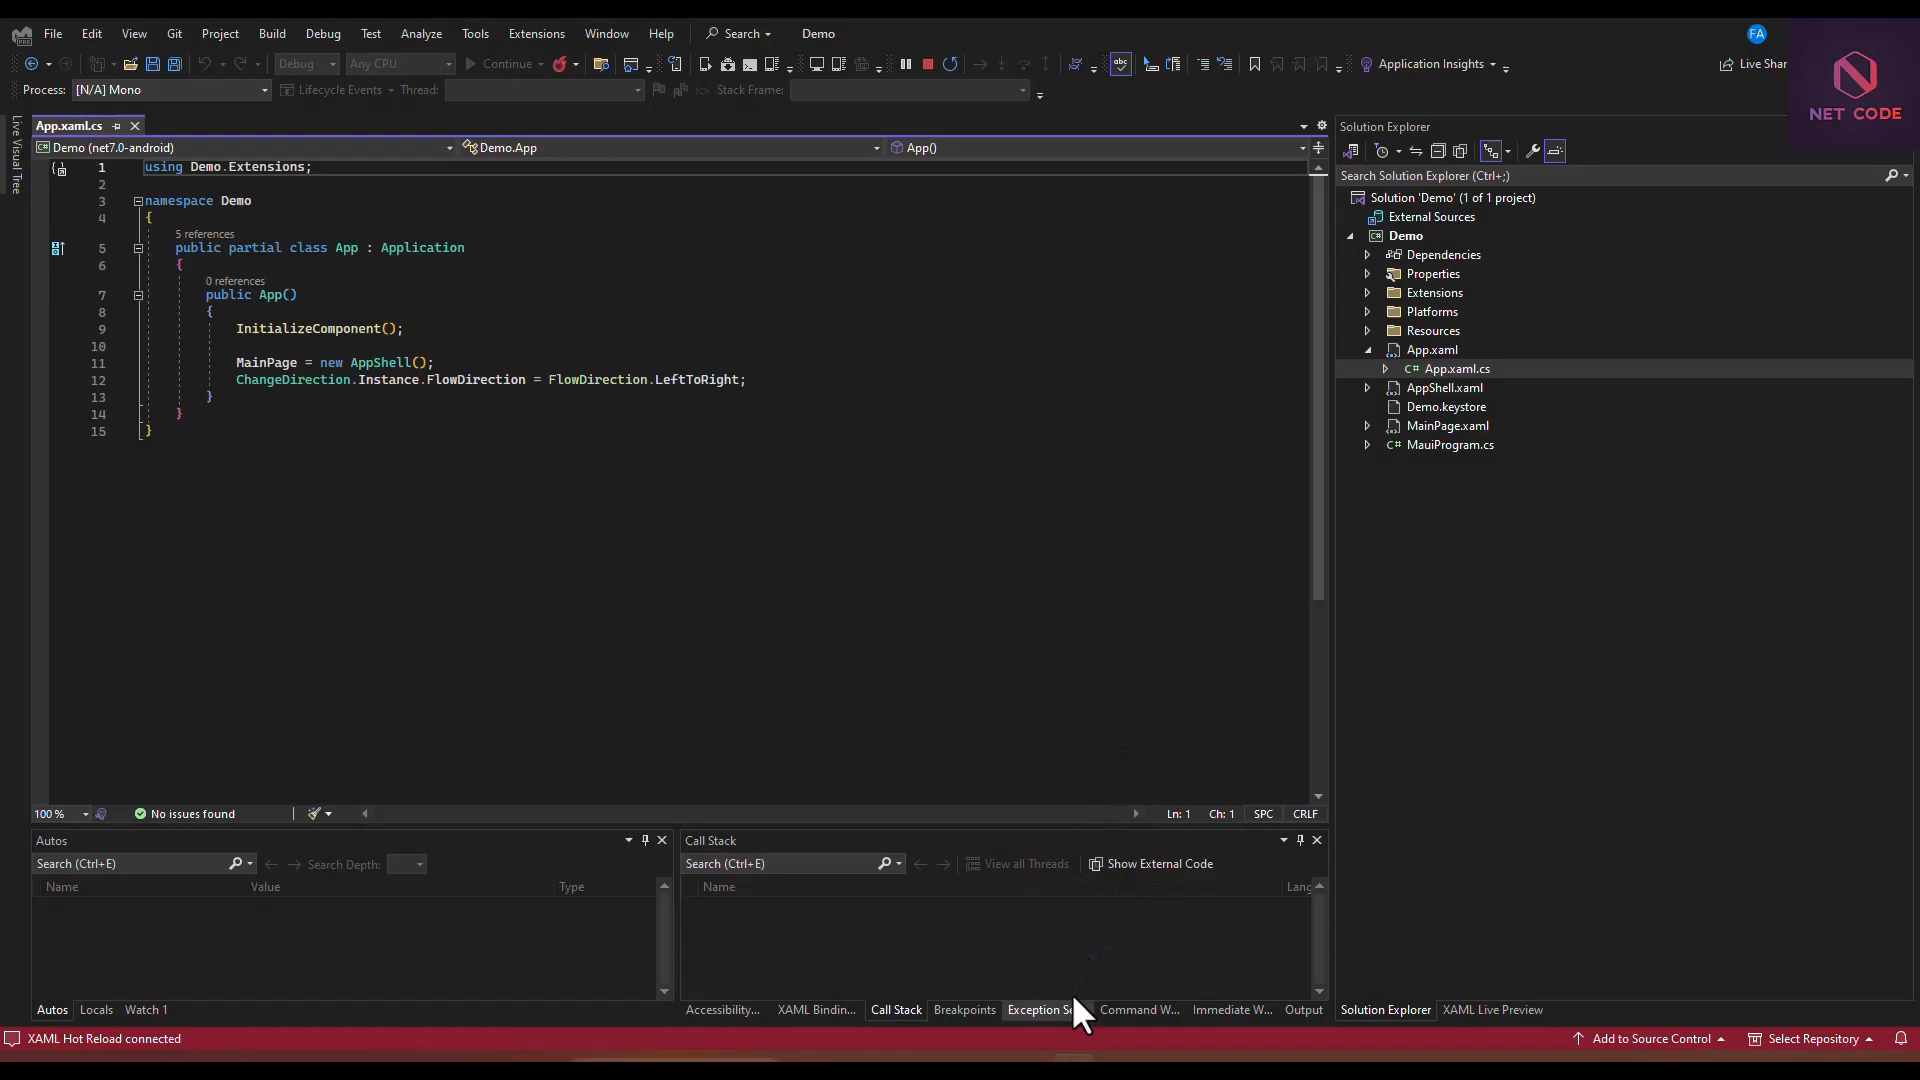 File Edit View Git Project Build Debug Test Analyze Tools Extensions Window Help Search Demo FA
Debug Any CPU Continue Application Insights Live Shar
Process: [N/A] Mono Lifecycle Events Thread: Stack Frame:
NET CODE
Live Visual Tree
App.xaml.cs
Demo (net7.0-android) Demo.App App()
1 using Demo.Extensions;
2
3 namespace Demo
4 {
5 references
5 public partial class App : Application
6 {
0 references
7 public App()
8 {
9 InitializeComponent();
10
11 MainPage = new AppShell();
12 ChangeDirection.Instance.FlowDirection = FlowDirection.LeftToRight;
13 }
14 }
15 }
100 % No issues found Ln: 1 Ch: 1 SPC CRLF
Solution Explorer
Search Solution Explorer (Ctrl+;)
Solution 'Demo' (1 of 1 project)
External Sources
C# Demo
Dependencies
Properties
Extensions
Platforms
Resources
App.xaml
C# App.xaml.cs
AppShell.xaml
Demo.keystore
MainPage.xaml
C# MauiProgram.cs
Autos
Search (Ctrl+E) Search Depth:
Name Value Type
Autos Locals Watch 1
Call Stack
Search (Ctrl+E) View all Threads Show External Code
Name Lang
Accessibility... XAML Bindin... Call Stack Breakpoints Exception Se Command W... Immediate W... Output
Solution Explorer XAML Live Preview
XAML Hot Reload connected Add to Source Control Select Repository